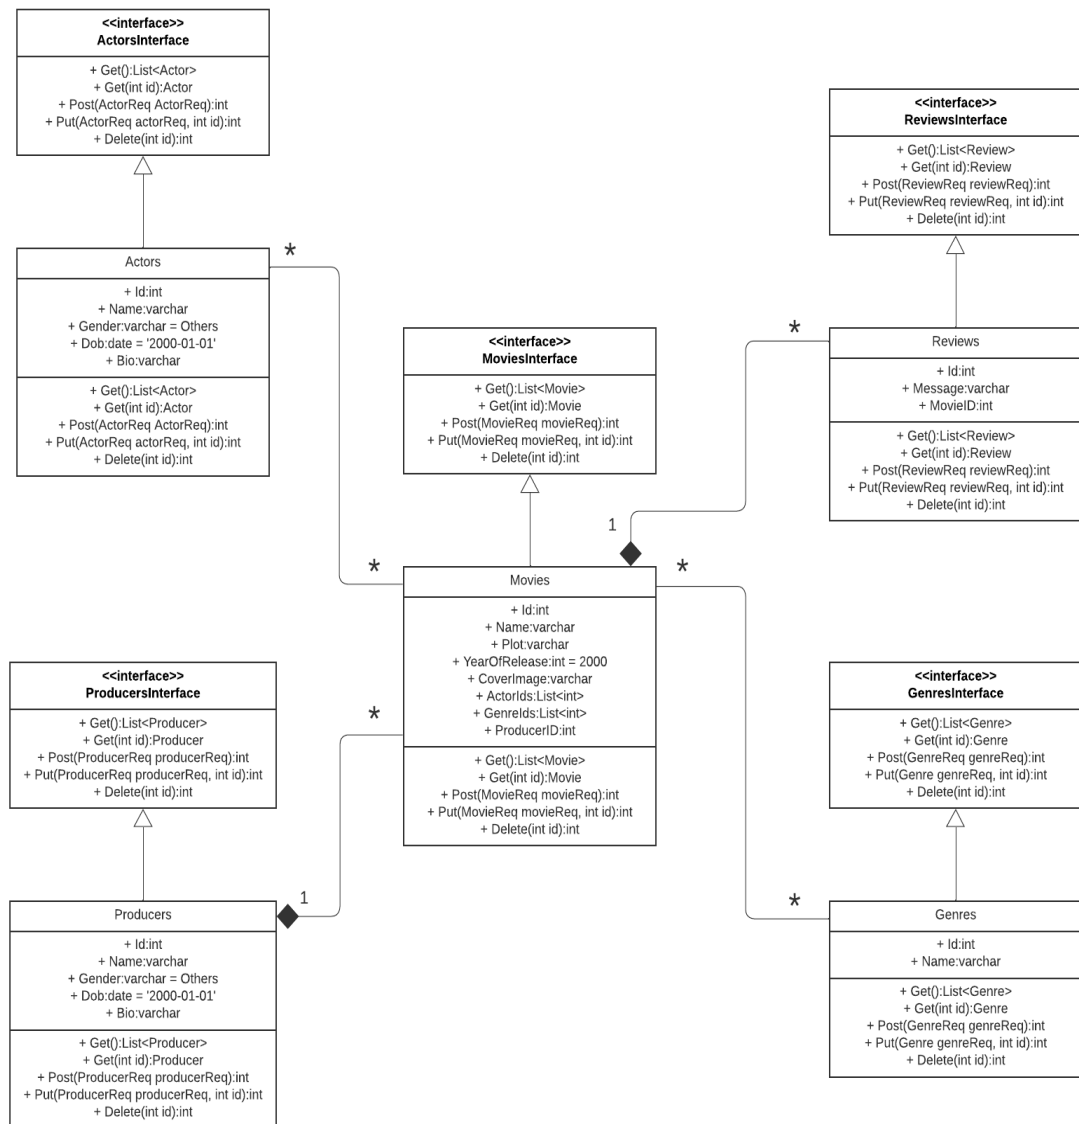 <<interface>>
ActorsInterface
+ Get():List<Actor>
+ Get(int id):Actor
+ Post(ActorReq ActorReq):int
+ Put(ActorReq actorReq, int id):int
+ Delete(int id):int
<<interface>>
ReviewsInterface
+ Get():List<Review>
+ Get(int id):Review
+ Post(ReviewReq reviewReq):int
+ Put(ReviewReq reviewReq, int id):int
+ Delete(int id):int
Actors
+ Id:int
+ Name:varchar
+ Gender:varchar = Others
+ Dob:date = '2000-01-01'
+ Bio:varchar
+ Get():List<Actor>
+ Get(int id):Actor
+ Post(ActorReq ActorReq):int
+ Put(ActorReq actorReq, int id):int
+ Delete(int id):int
*
*
<<interface>>
MoviesInterface
+ Get():List<Movie>
+ Get(int id):Movie
+ Post(MovieReq movieReq):int
+ Put(MovieReq movieReq, int id):int
+ Delete(int id):int
*
1
Reviews
+ Id:int
+ Message:varchar
+ MovieID:int
+ Get():List<Review>
+ Get(int id):Review
+ Post(ReviewReq reviewReq):int
+ Put(ReviewReq reviewReq, int id):int
+ Delete(int id):int
Movies
+ Id:int
+ Name:varchar
+ Plot:varchar
+ YearOfRelease:int = 2000
+ CoverImage:varchar
+ ActorIds:List<int>
+ GenreIds:List<int>
+ ProducerID:int
+ Get():List<Movie>
+ Get(int id):Movie
+ Post(MovieReq movieReq):int
+ Put(MovieReq movieReq, int id):int
+ Delete(int id):int
*
*
<<interface>>
ProducersInterface
+ Get():List<Producer>
+ Get(int id):Producer
+ Post(ProducerReq producerReq):int
+ Put(ProducerReq producerReq, int id):int
+ Delete(int id):int
*
1
<<interface>>
GenresInterface
+ Get():List<Genre>
+ Get(int id):Genre
+ Post(GenreReq genreReq):int
+ Put(Genre genreReq, int id):int
+ Delete(int id):int
Producers
+ Id:int
+ Name:varchar
+ Gender:varchar = Others
+ Dob:date = '2000-01-01'
+ Bio:varchar
+ Get():List<Producer>
+ Get(int id):Producer
+ Post(ProducerReq producerReq):int
+ Put(ProducerReq producerReq, int id):int
+ Delete(int id):int
Genres
+ Id:int
+ Name:varchar
+ Get():List<Genre>
+ Get(int id):Genre
+ Post(GenreReq genreReq):int
+ Put(Genre genreReq, int id):int
+ Delete(int id):int